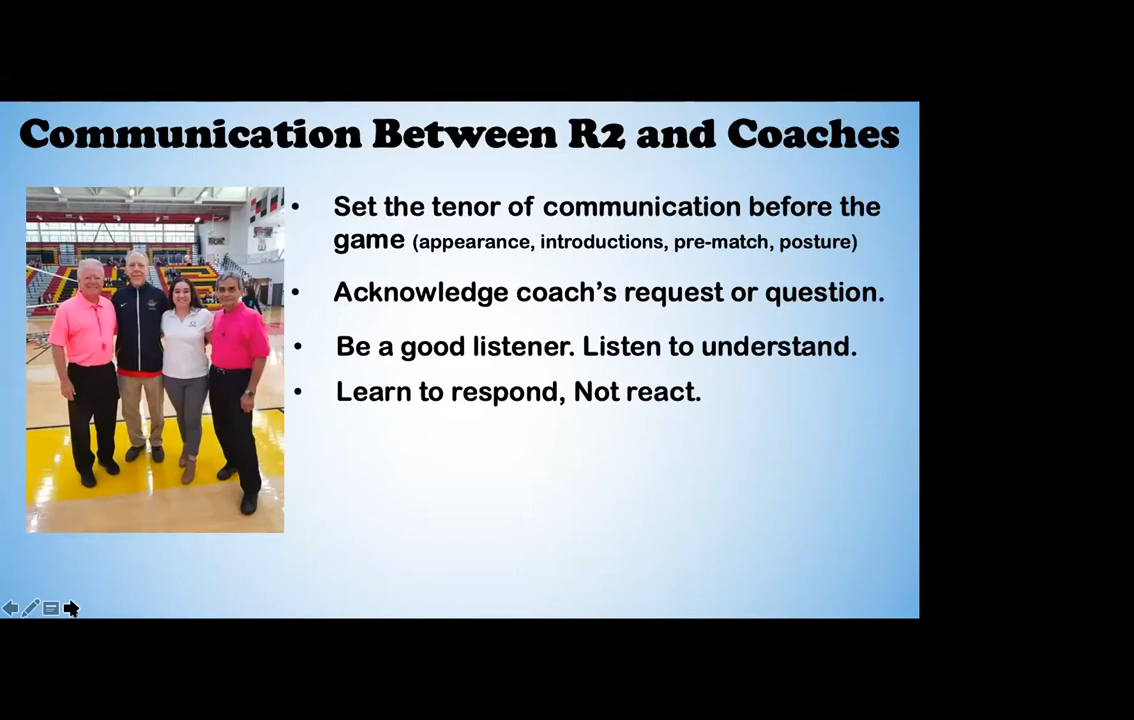 Communication Between R2 and Coaches
• Set the tenor of communication before the
game (appearance, introductions, pre-match, posture)
• Acknowledge coach's request or question.
• Be a good listener. Listen to understand.
• Learn to respond, Not react.